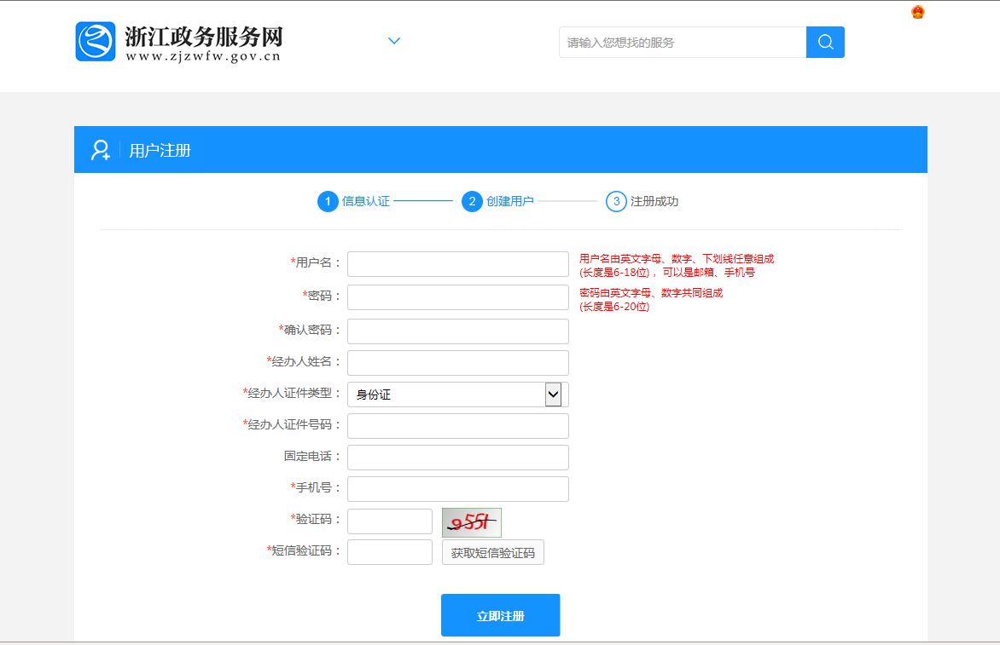 浙江政务服务网
www.zjzwfw.gov.cn
请输入您想找的服务
用户注册
1 信息认证 2 创建用户 3 注册成功
*用户名：
用户名由英文字母、数字、下划线任意组成
(长度是6-18位) ，可以是邮箱、手机号
*密码：
密码由英文字母、数字共同组成
(长度是6-20位)
*确认密码：
*经办人姓名：
*经办人证件类型： 身份证
*经办人证件号码：
固定电话：
*手机号：
*验证码： 9551
*短信验证码： 获取短信验证码
立即注册